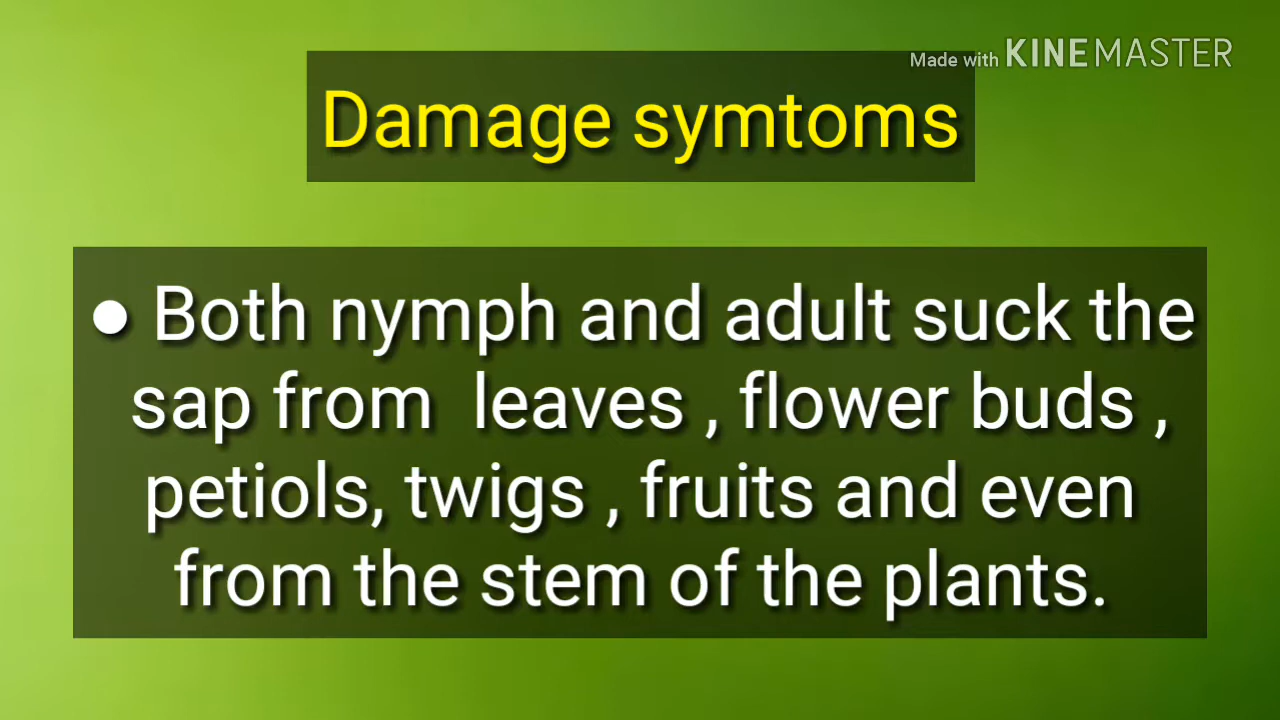 Made with KINEMASTER
Damage symtoms
● Both nymph and adult suck the
sap from leaves , flower buds ,
petiols, twigs , fruits and even
from the stem of the plants.